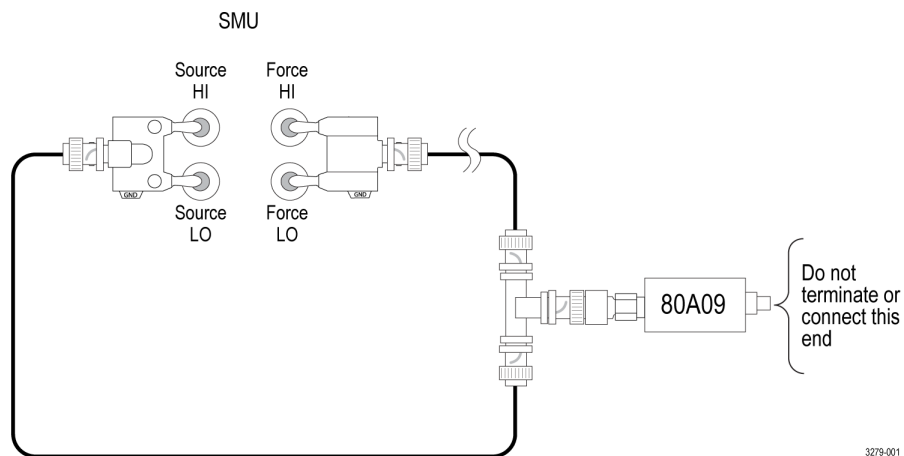 SMU
Source
HI
Force
HI
GND
GND
Source
LO
Force
LO
80A09
Do not
terminate or
connect this
end
3279-001